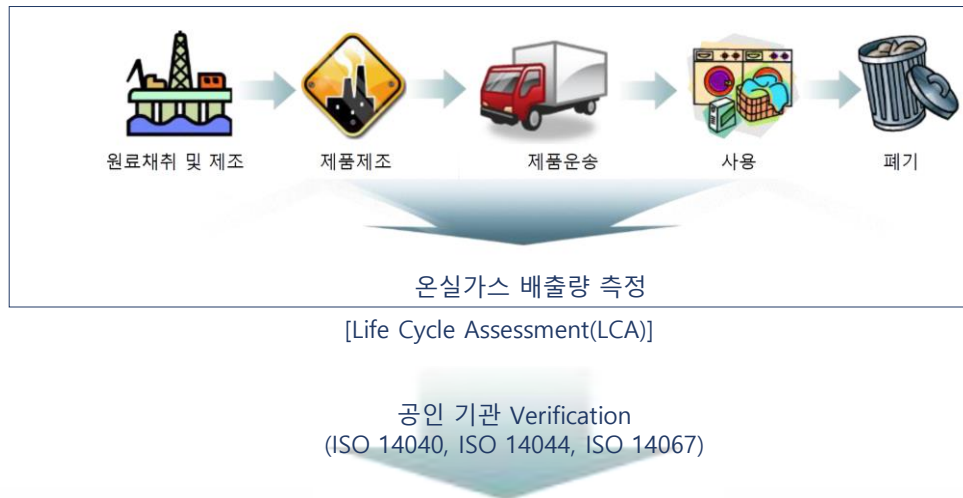 원료채취 및 제조
제품제조
제품운송
사용
폐기
온실가스 배출량 측정
[Life Cycle Assessment(LCA)]
공인 기관 Verification
(ISO 14040, ISO 14044, ISO 14067)